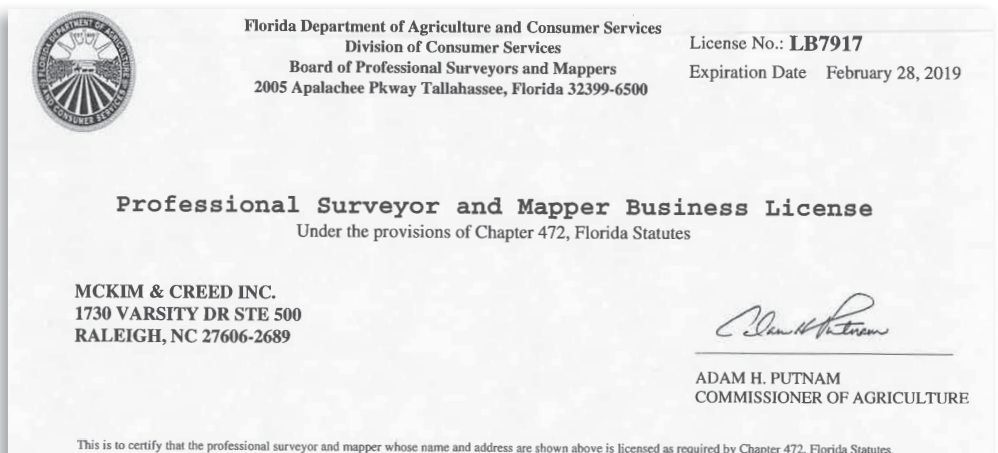 Florida Department of Agriculture and Consumer Services
Division of Consumer Services
Board of Professional Surveyors and Mappers
2005 Apalachee Pkway Tallahassee, Florida 32399-6500
License No.: LB7917
Expiration Date February 28, 2019
Professional Surveyor and Mapper Business License
Under the provisions of Chapter 472, Florida Statutes
MCKIM & CREED INC.
1730 VARSITY DR STE 500
RALEIGH, NC 27606-2689
Adam H Putnam
ADAM H. PUTNAM
COMMISSIONER OF AGRICULTURE
This is to certify that the professional surveyor and mapper whose name and address are shown above is licensed as required by Chapter 472, Florida Statutes.